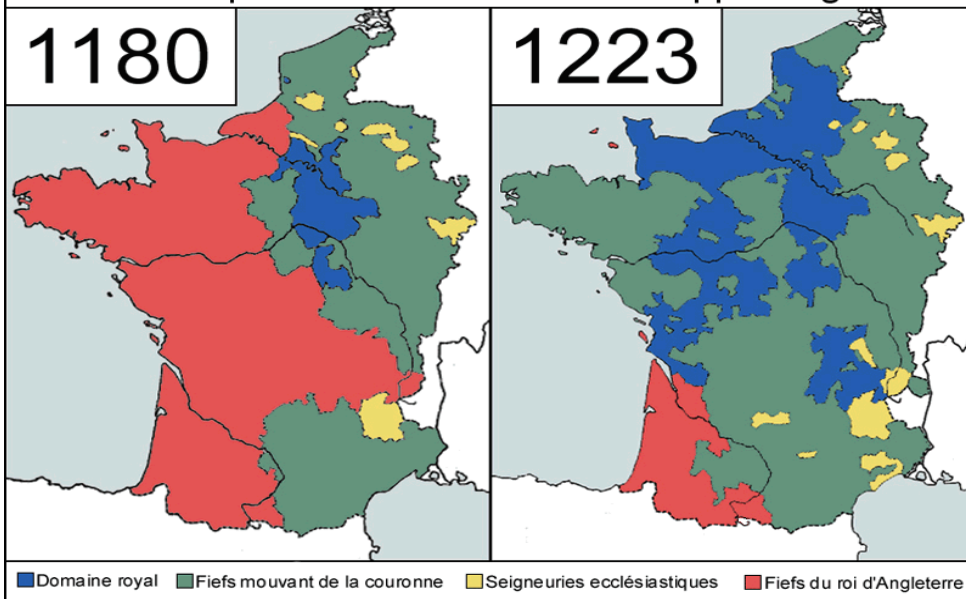 1180
1223
Domaine royal
Fiefs mouvant de la couronne
Seigneuries ecclésiastiques
Fiefs du roi d'Angleterre